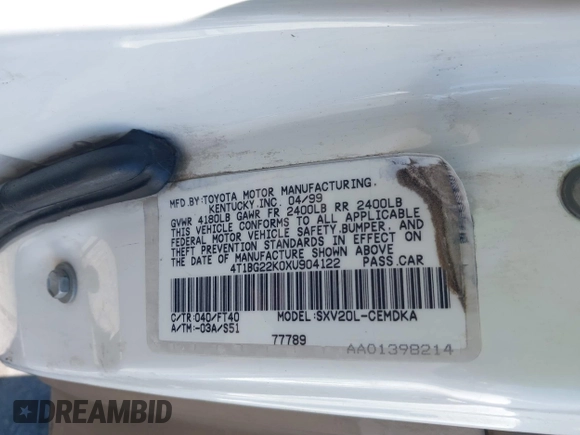 MFD.BY:TOYOTA MOTOR MANUFACTURING.
KENTUCKY.INC. 04/99
GVWR 4180LB GAWR FR 2400LB RR 2400LB
THIS VEHICLE CONFORMS TO ALL APPLICABLE
FEDERAL MOTOR VEHICLE SAFETY,BUMPER, AND
THEFT PREVENTION STANDARDS IN EFFECT ON
THE DATE OF MANUFACTURE SHOWN ABOVE
4T1BG22K0XU904122 PASS.CAR
C/TR:040/FT40 MODEL:SXV20L-CEMDKA
A/TM:-03A/S51
77789
AA01398214
DREAMBID